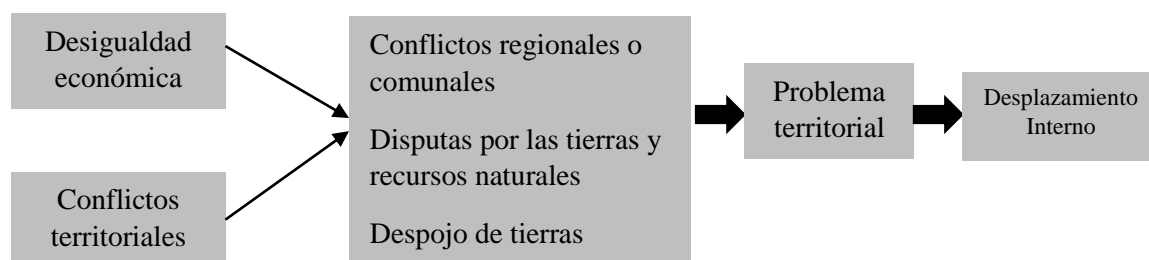 Desigualdad
económica
Conflictos
territoriales
Conflictos regionales o
comunales
Disputas por las tierras y
recursos naturales
Despojo de tierras
Problema
territorial
Desplazamiento
Interno